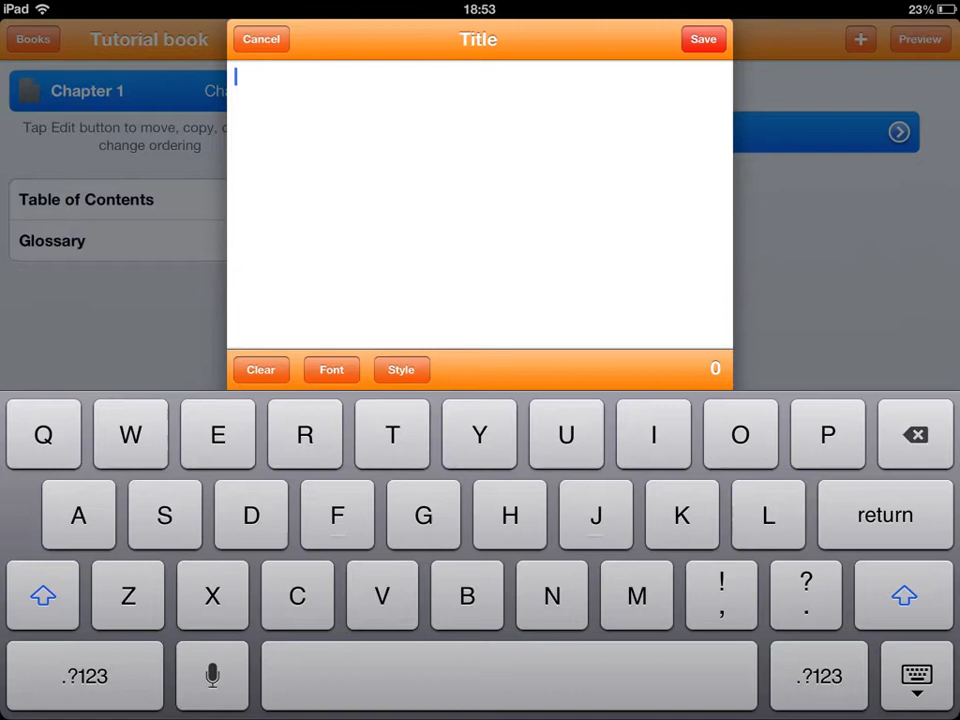 iPad 18:53 23%
Books Tutorial book Cancel Title Save + Preview
Chapter 1 Cha
Tap Edit button to move, copy,
change ordering
Table of Contents
Glossary
Clear Font Style 0
Q W E R T Y U I O P
A S D F G H J K L return
Z X C V B N M ! , ? .
.?123 .?123